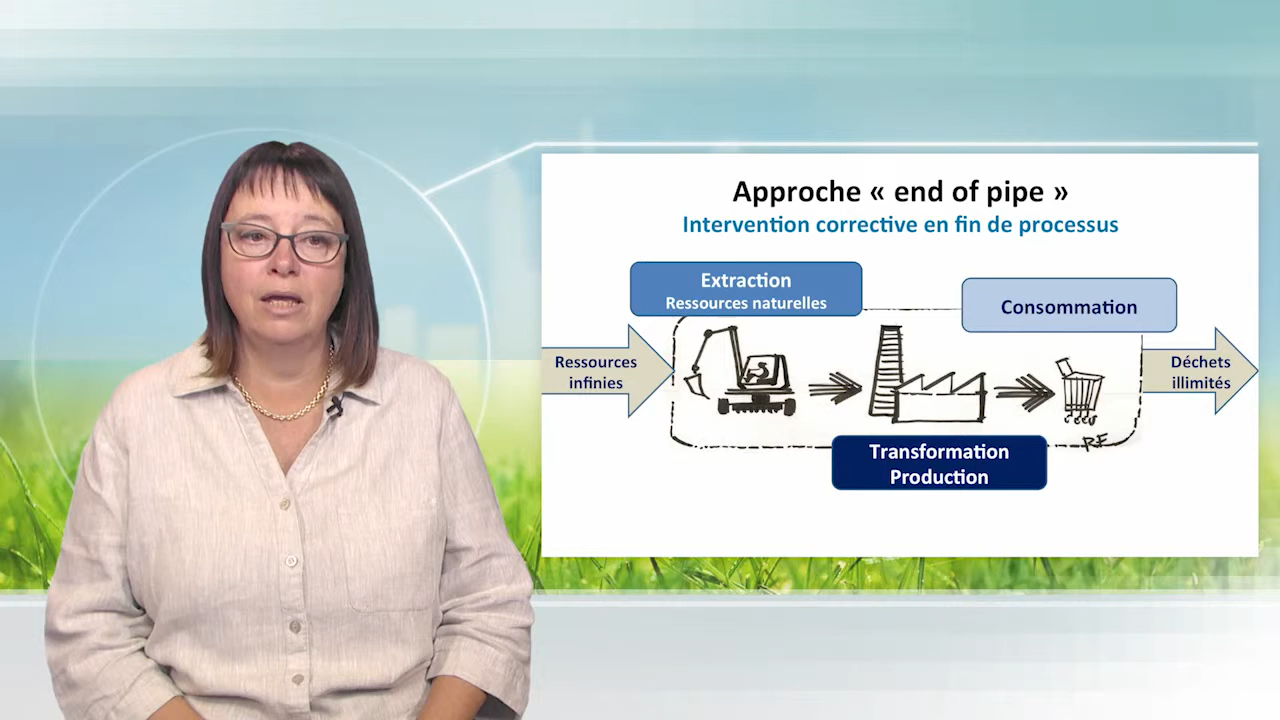 Approche « end of pipe »
Intervention corrective en fin de processus
Extraction
Ressources naturelles
Consommation
Ressources
infinies
Déchets
illimités
RE
Transformation
Production